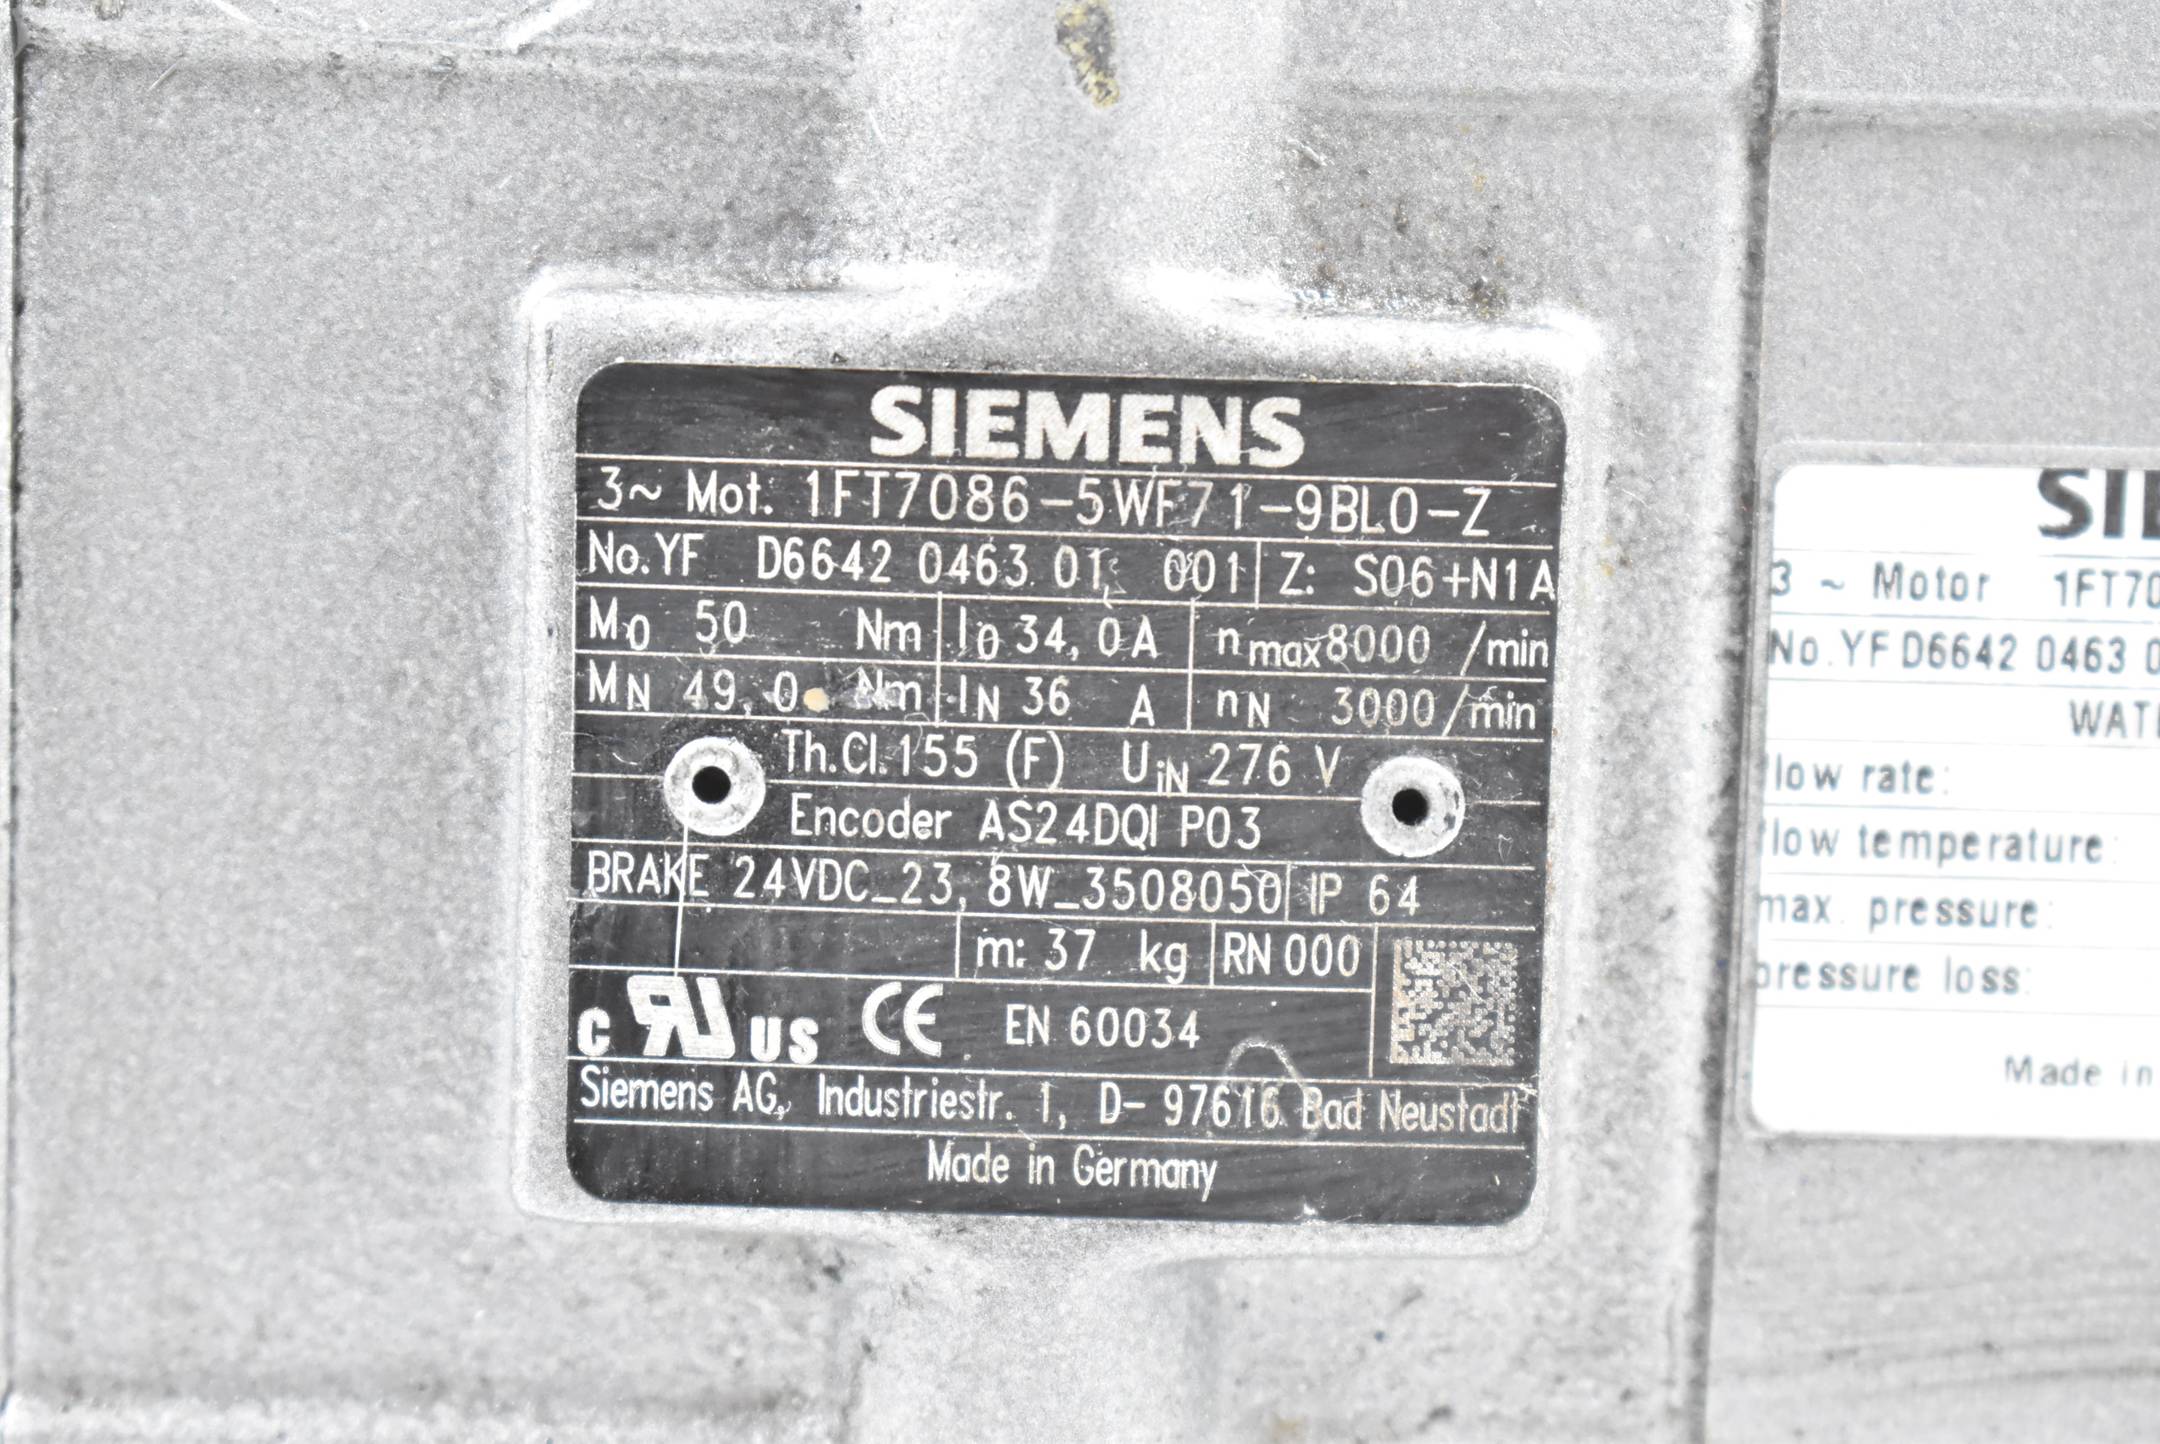 SIEMENS
3~ Mot. 1FT7086-5WF71-9BL0-Z
No.YF D6642 0463 01 001 Z: S06+N1A
M0 50 Nm I0 34,0A nmax8000 /min
MN 49,0 Nm IN 36 A nN 3000/min
Th.Cl.155 (F) UiN 276 V
Encoder AS24DQI P03
BRAKE 24VDC_23,8W_3508050 IP 64
m: 37 kg RN 000
C RU US CE EN 60034
Siemens AG, Industriestr. 1, D- 97616 Bad Neustadt
Made in Germany
SIE
3 ~ Motor 1FT70
No.YF D6642 0463 0
WAT
low rate:
low temperature:
max. pressure:
pressure loss:
Made in